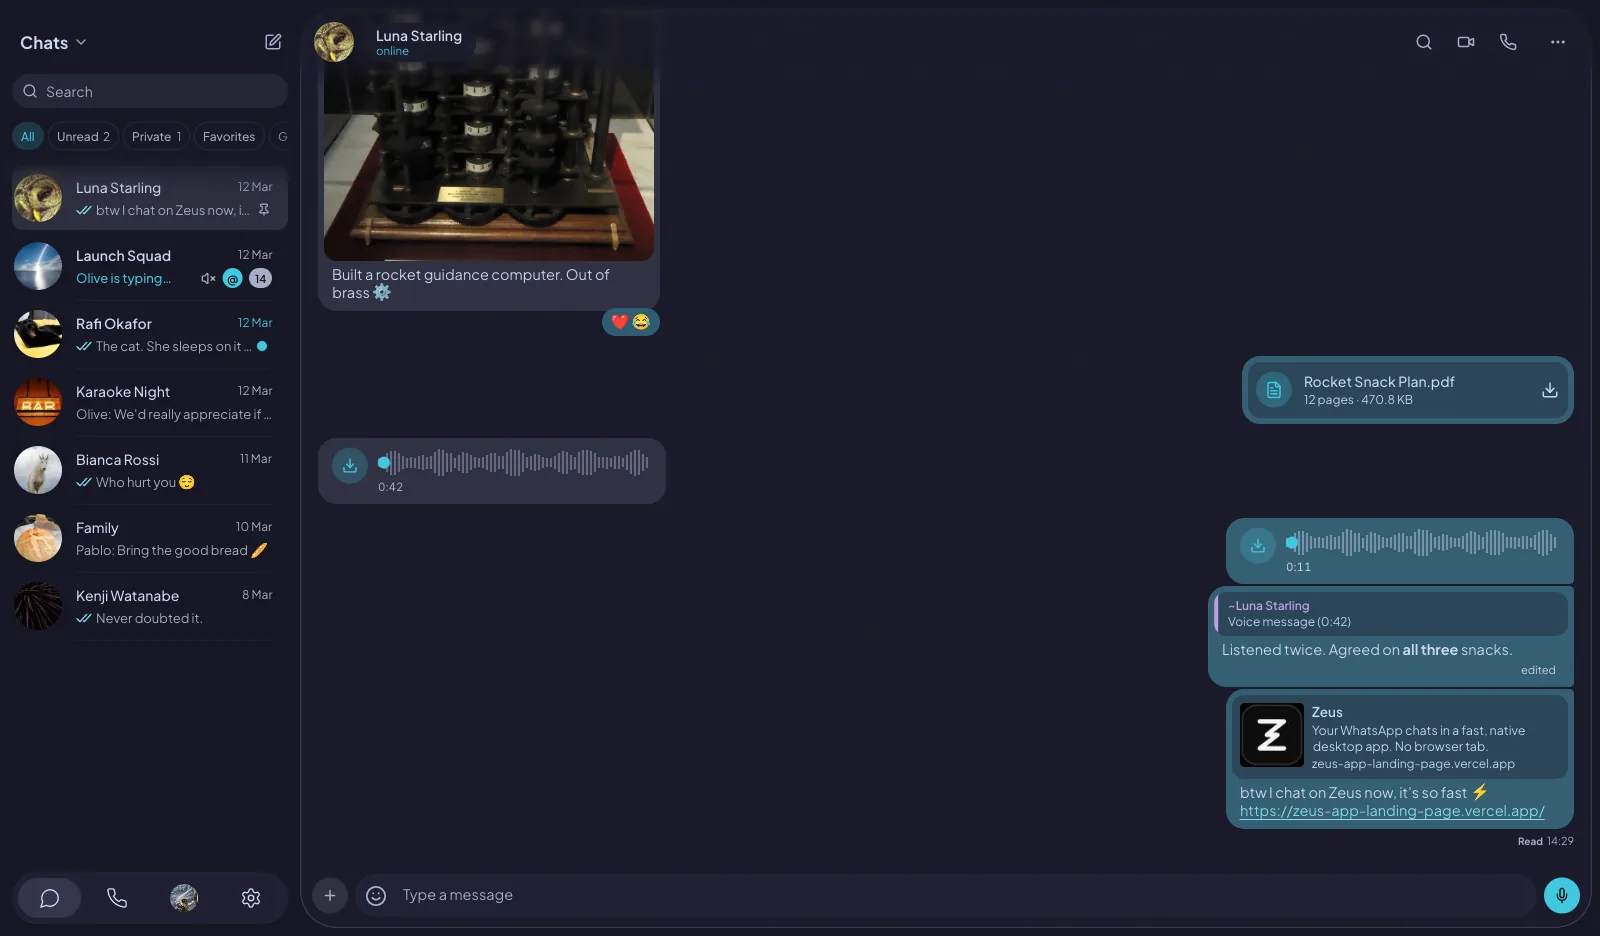 Chats
Search
All
Unread 2
Private 1
Favorites
G
Luna Starling
12 Mar
btw I chat on Zeus now, i...
Launch Squad
12 Mar
Olive is typing...
@
14
Rafi Okafor
12 Mar
The cat. She sleeps on it ...
Karaoke Night
12 Mar
Olive: We'd really appreciate if ...
BAR
Bianca Rossi
11 Mar
Who hurt you 😌
Family
10 Mar
Pablo: Bring the good bread 🥖
Kenji Watanabe
8 Mar
Never doubted it.
Luna Starling
online
Built a rocket guidance computer. Out of
brass ⚙️
❤️ 😂
Rocket Snack Plan.pdf
12 pages · 470.8 KB
0:42
0:11
~Luna Starling
Voice message (0:42)
Listened twice. Agreed on all three snacks.
edited
Z
Zeus
Your WhatsApp chats in a fast, native
desktop app. No browser tab.
zeus-app-landing-page.vercel.app
btw I chat on Zeus now, it's so fast ⚡
https://zeus-app-landing-page.vercel.app/
Read 14:29
Type a message